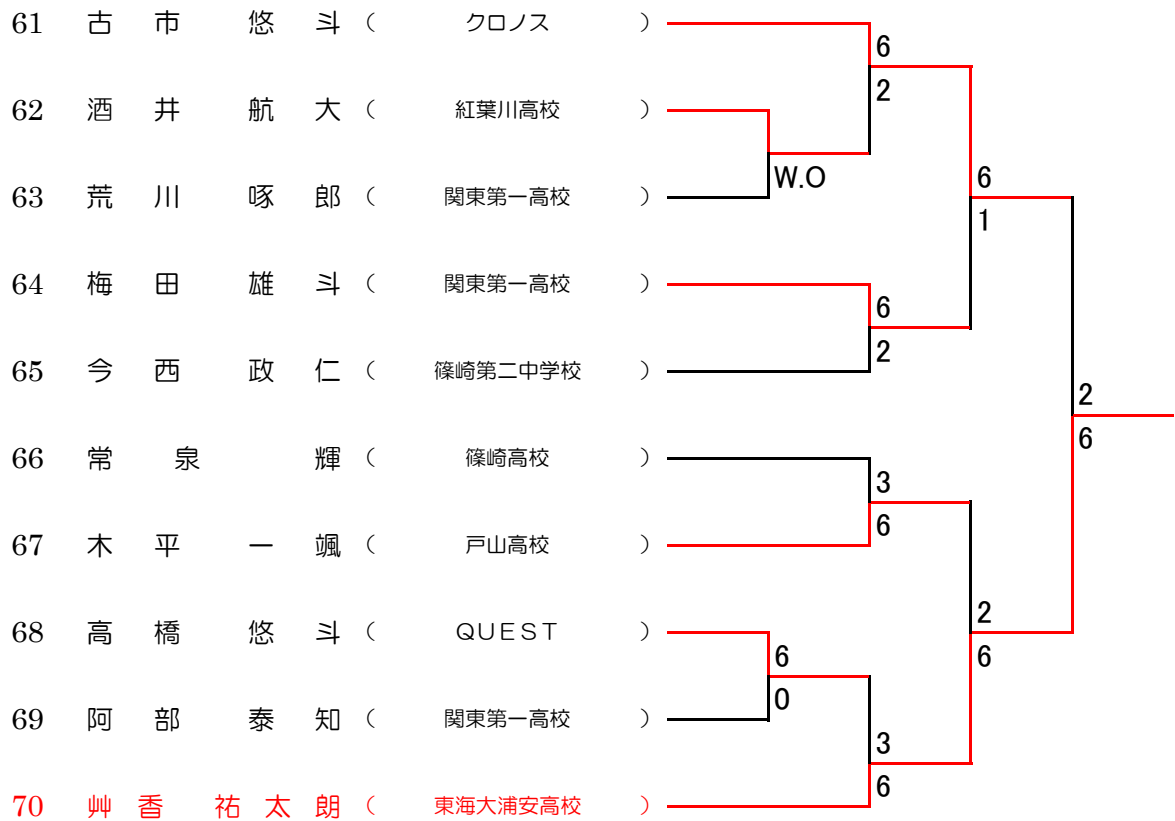 61 古市 悠斗 ( クロノス )
6
62 酒井 航大 ( 紅葉川高校 )
2
W.O
63 荒川 啄郎 ( 関東第一高校 )
6
1
64 梅田 雄斗 ( 関東第一高校 )
6
2
65 今西 政仁 ( 篠崎第二中学校 )
2
6
66 常泉 輝 ( 篠崎高校 )
3
6
67 木平 一颯 ( 戸山高校 )
68 高橋 悠斗 ( QUEST )
2
6
6
0
69 阿部 泰知 ( 関東第一高校 )
3
6
70 艸香 祐太朗 ( 東海大浦安高校 )